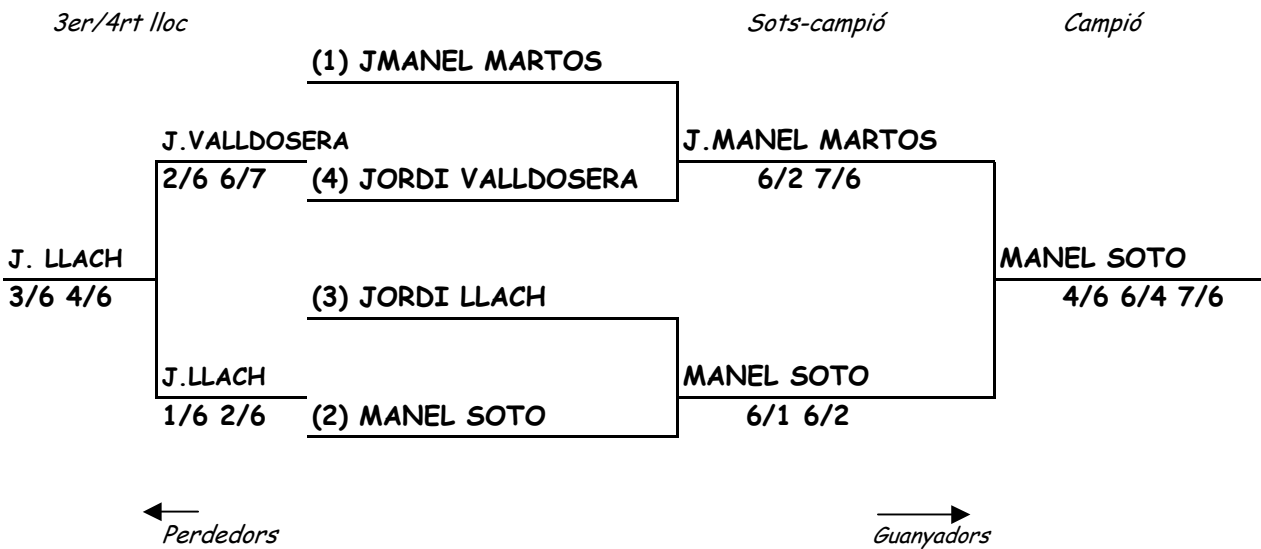 3er/4rt lloc Sots-campió Campió
(1) JMANEL MARTOS
J.VALLDOSERA J.MANEL MARTOS
2/6 6/7 (4) JORDI VALLDOSERA 6/2 7/6
J. LLACH MANEL SOTO
3/6 4/6 (3) JORDI LLACH 4/6 6/4 7/6
J.LLACH MANEL SOTO
1/6 2/6 (2) MANEL SOTO 6/1 6/2
Perdedors Guanyadors